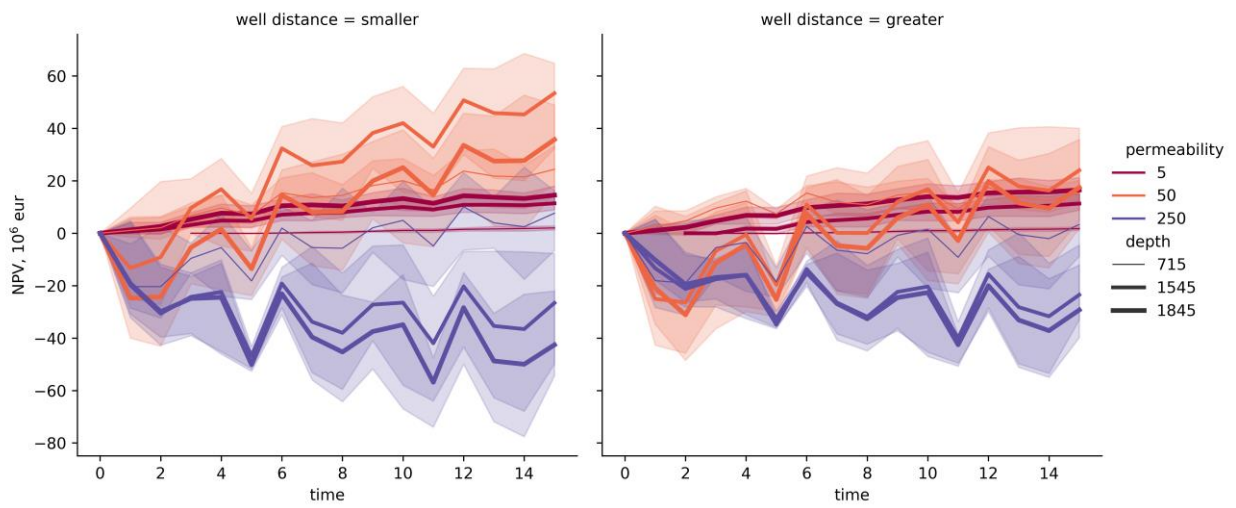 well distance = smaller
well distance = greater
NPV, 10⁶ eur
60
40
20
0
−20
−40
−60
−80
0 2 4 6 8 10 12 14
time
0 2 4 6 8 10 12 14
time
permeability
5
50
250
depth
715
1545
1845